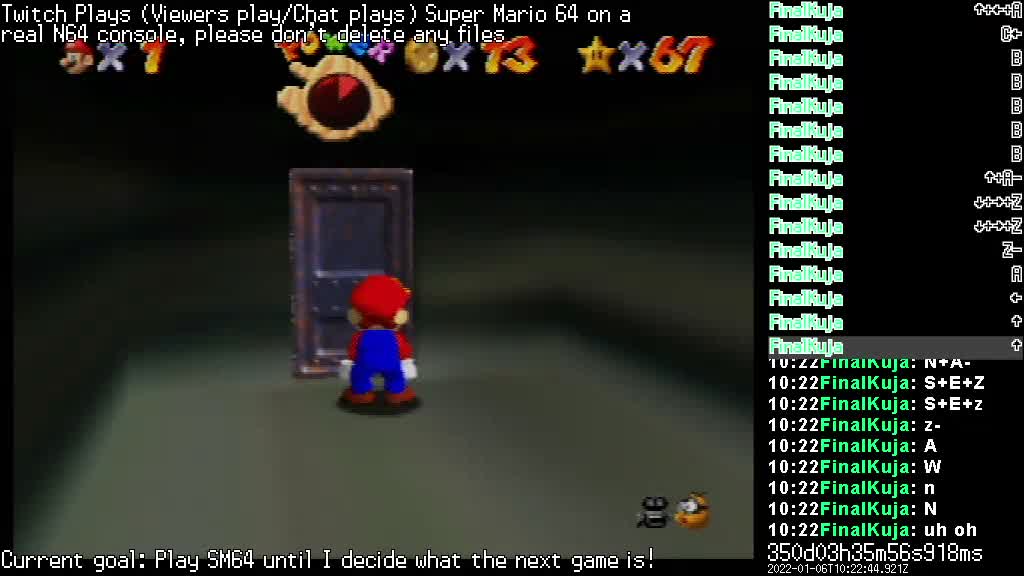 Twitch Plays (Viewers play/Chat plays) Super Mario 64 on a
real N64 console, please don't delete any files
x 1
x 73
x 67
FinalKuja ↑+←+A
FinalKuja C+
FinalKuja B
FinalKuja B
FinalKuja B
FinalKuja B
FinalKuja B
FinalKuja ↑+A-
FinalKuja ↓+→+Z
FinalKuja ↓+→+Z
FinalKuja Z-
FinalKuja A
FinalKuja ←
FinalKuja ↑
FinalKuja ↑
10:22FinalKuja: N+A-
10:22FinalKuja: S+E+Z
10:22FinalKuja: S+E+z
10:22FinalKuja: z-
10:22FinalKuja: A
10:22FinalKuja: W
10:22FinalKuja: n
10:22FinalKuja: N
10:22FinalKuja: uh oh
Current goal: Play SM64 until I decide what the next game is!
350d03h35m56s918ms
2022-01-06T10:22:44.921Z